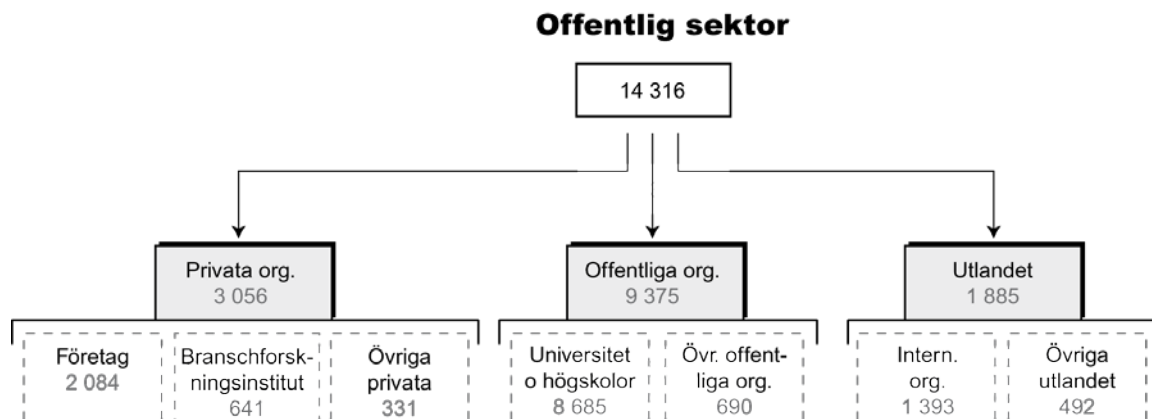 Offentlig sektor
14 316
Privata org.
3 056
Offentliga org.
9 375
Utlandet
1 885
Företag
2 084
Branschforsk-
ningsinstitut
641
Övriga
privata
331
Universitet
o högskolor
8 685
Övr. offent-
liga org.
690
Intern.
org.
1 393
Övriga
utlandet
492